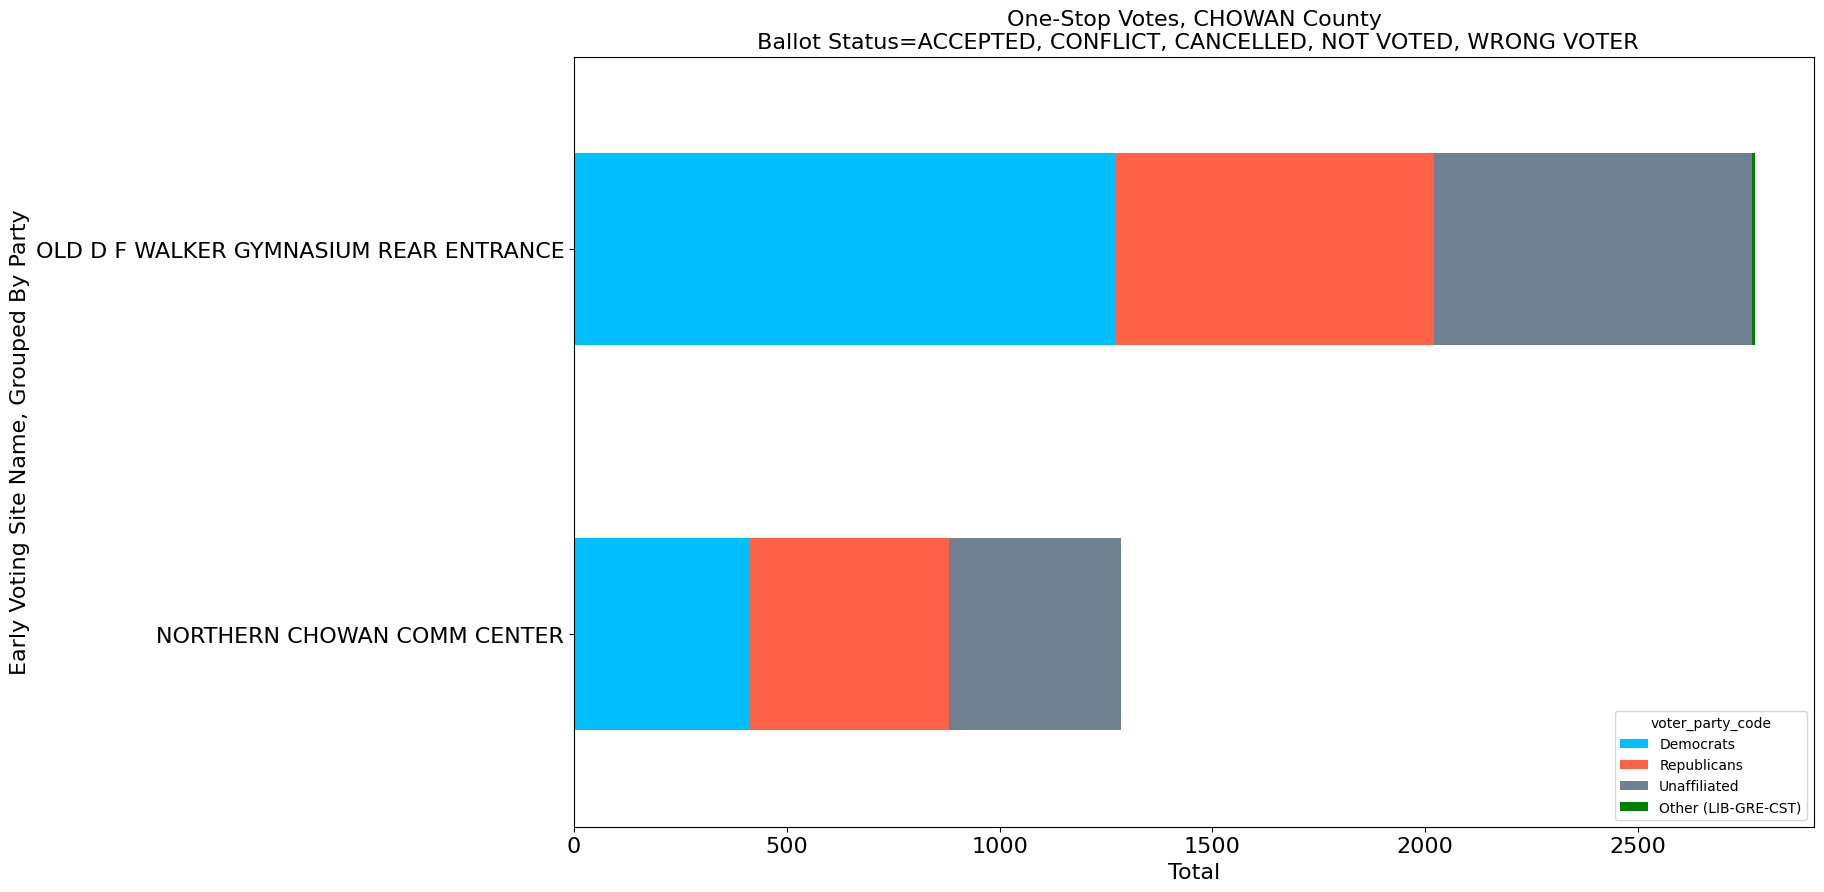 One-Stop Votes, CHOWAN County
Ballot Status=ACCEPTED, CONFLICT, CANCELLED, NOT VOTED, WRONG VOTER
Early Voting Site Name, Grouped By Party
OLD D F WALKER GYMNASIUM REAR ENTRANCE
NORTHERN CHOWAN COMM CENTER
voter_party_code
Democrats
Republicans
Unaffiliated
Other (LIB-GRE-CST)
0 500 1000 1500 2000 2500
Total